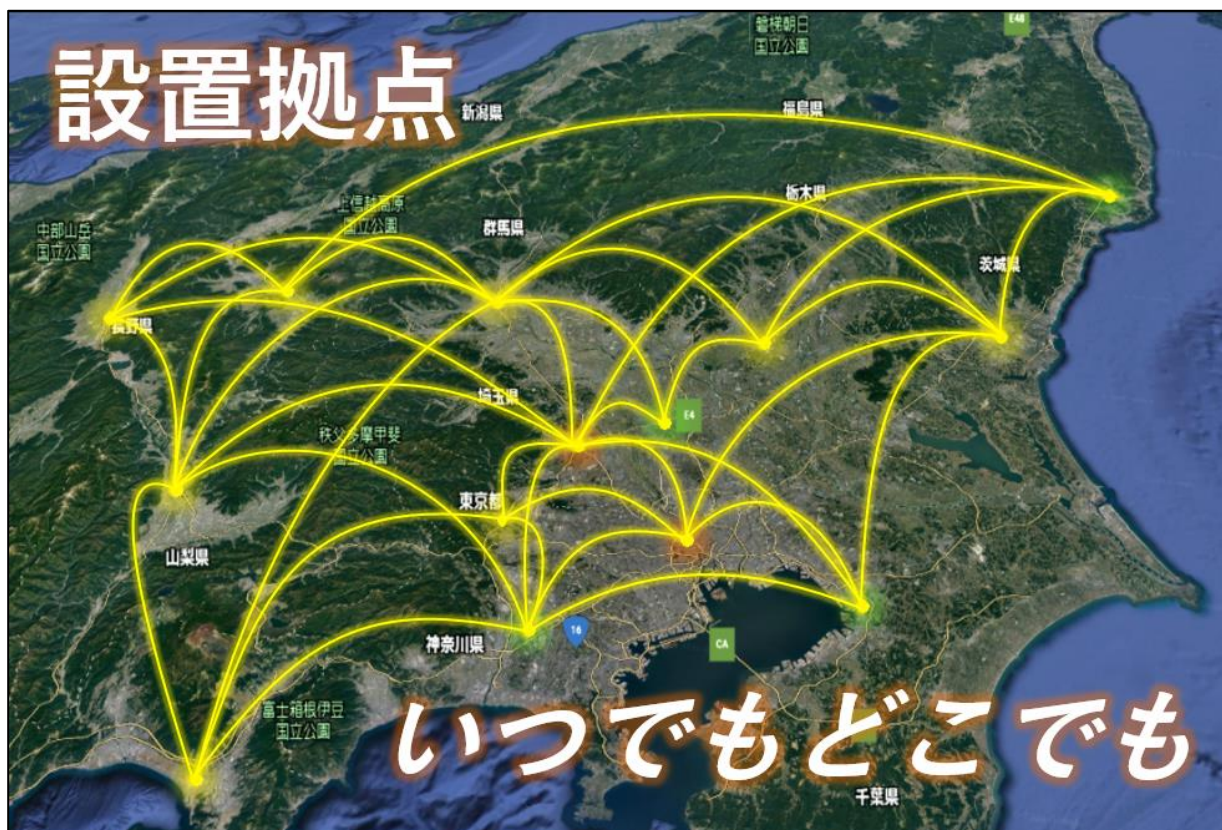 設置拠点
磐梯朝日
国立公園
E48
新潟県
福島県
栃木県
上信越高原
国立公園
群馬県
中部山岳
国立公園
茨城県
長野県
埼玉県
E4
秩父多摩甲斐
国立公園
東京都
山梨県
神奈川県
16
CA
富士箱根伊豆
国立公園
いつでもどこでも
千葉県